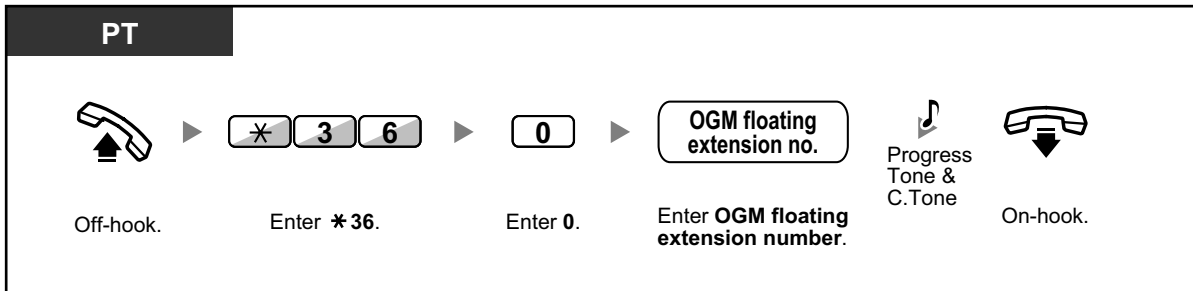 PT
✻ 3 6
0
OGM floating
extension no.
Progress
Tone &
C.Tone
Off-hook.
Enter ✻36.
Enter 0.
Enter OGM floating
extension number.
On-hook.